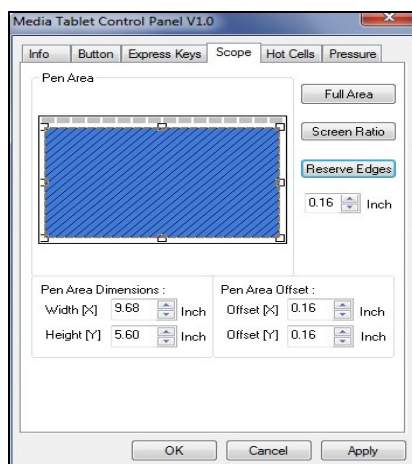 Media Tablet Control Panel V1.0
Info Button Express Keys Scope Hot Cells Pressure
Pen Area
Full Area
Screen Ratio
Reserve Edges
0.16 Inch
Pen Area Dimensions :
Width [X] 9.68 Inch
Height [Y] 5.60 Inch
Pen Area Offset :
Offset [X] 0.16 Inch
Offset [Y] 0.16 Inch
OK Cancel Apply